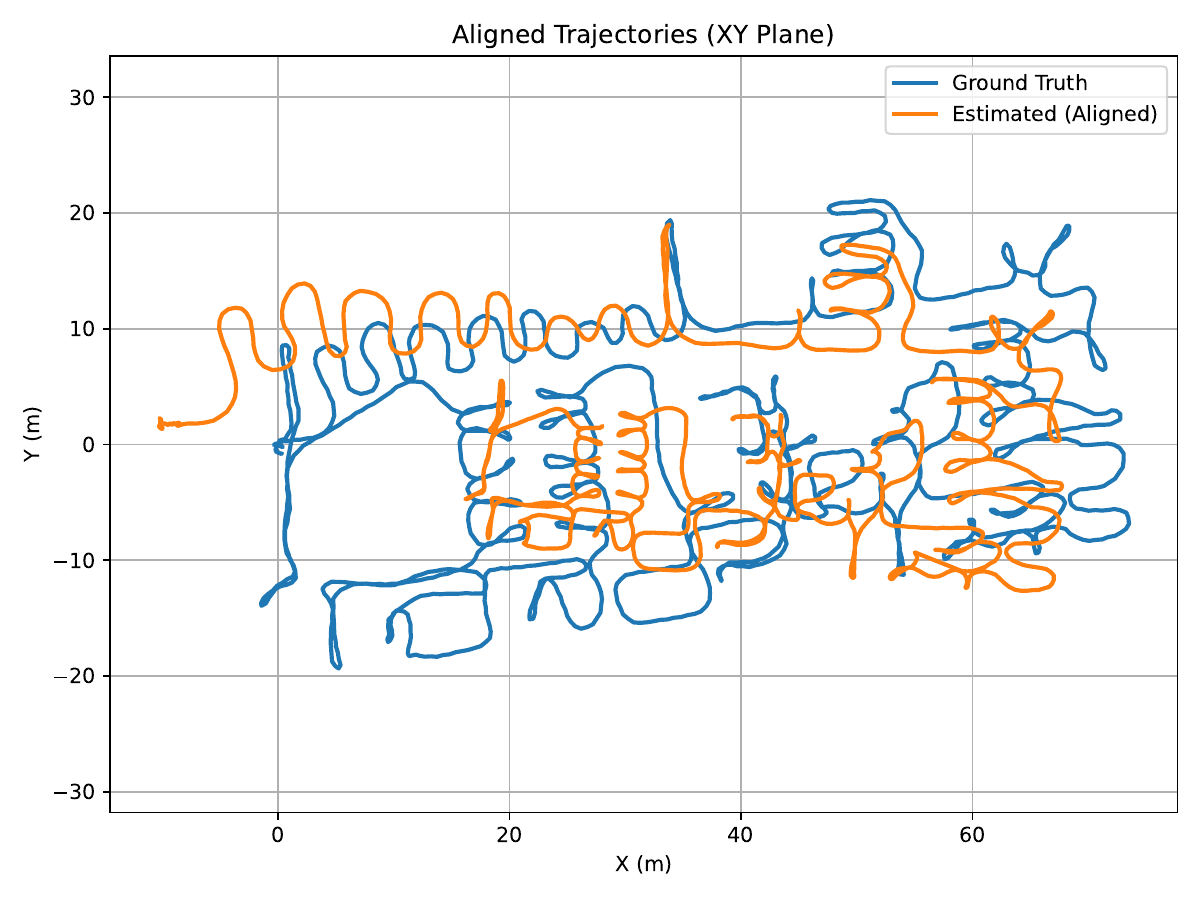 Aligned Trajectories (XY Plane)
Ground Truth
Estimated (Aligned)
30
20
10
0
−10
−20
−30
Y (m)
0 20 40 60
X (m)